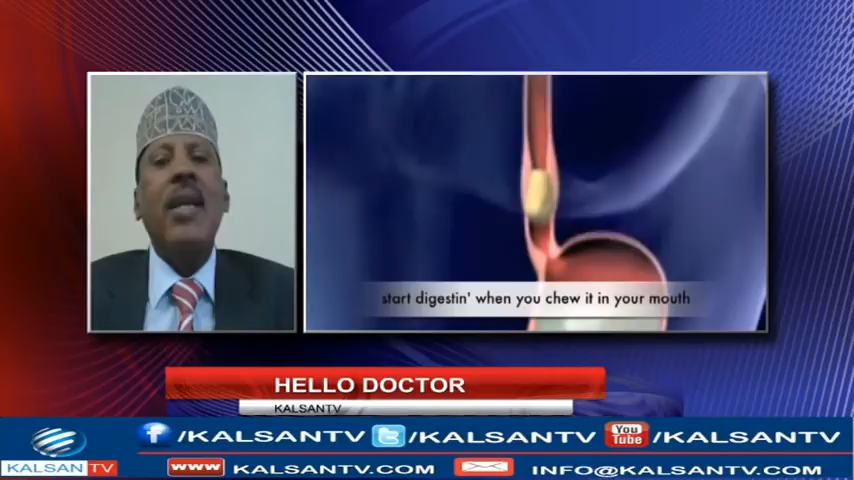 start digestin' when you chew it in your mouth
HELLO DOCTOR
KALSANTV
f /KALSANTV t /KALSANTV You Tube /KALSANTV
KALSAN TV
www KALSANTV.COM INFO@KALSANTV.COM